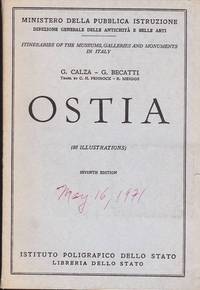 MINISTERO DELLA PUBBLICA ISTRUZIONE
DIREZIONE GENERALE DELLE ANTICHITÀ E BELLE ARTI
ITINERARIES OF THE MUSEUMS, GALLERIES AND MONUMENTS
IN ITALY
G. CALZA – G. BECATTI
OSTIA
(80 ILLUSTRATIONS)
SEVENTH EDITION
May 16, 1971
ISTITUTO POLIGRAFICO DELLO STATO
LIBRERIA DELLO STATO